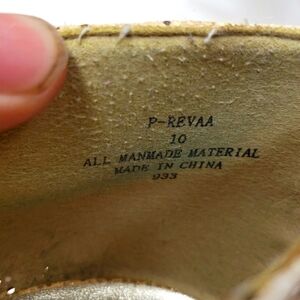 P-REVAA
10
ALL MANMADE MATERIAL
MADE IN CHINA
933